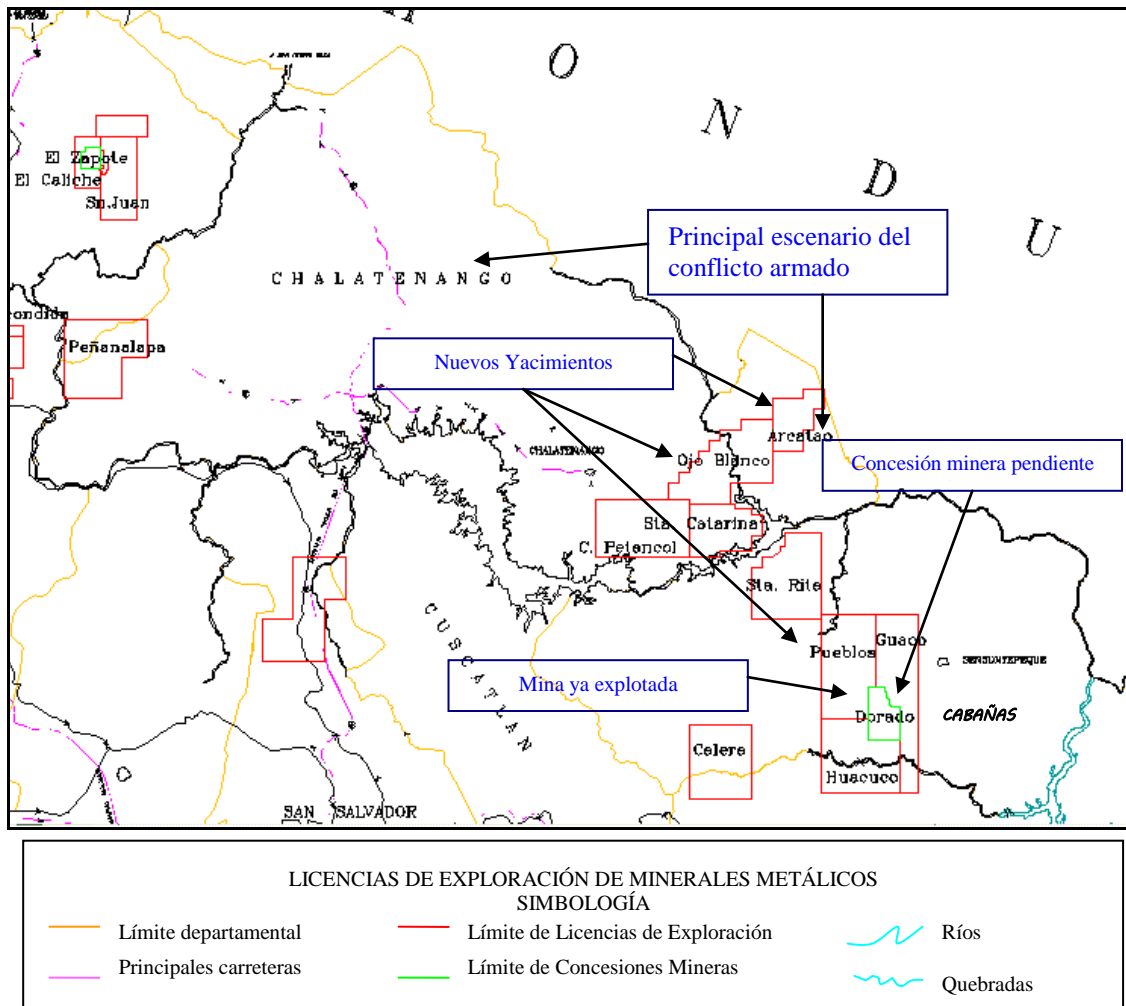 O
N
D
U
El Zapote
El Caliche
Sn.Juan
Principal escenario del
conflicto armado
CHALATENANGO
Peñanalapa
Nuevos Yacimientos
Arcatao
CHALATENANGO
Ojo Blanco
Concesión minera pendiente
Sta. Catarina
C. Petancol
Sta. Rita
CUSCATLAN
Pueblos
Guaco
SENSUNTEPEQUE
Mina ya explotada
Dorado
CABAÑAS
Calera
Huacuco
SAN SALVADOR
LICENCIAS DE EXPLORACIÓN DE MINERALES METÁLICOS
SIMBOLOGÍA
Límite departamental
Límite de Licencias de Exploración
Ríos
Principales carreteras
Límite de Concesiones Mineras
Quebradas